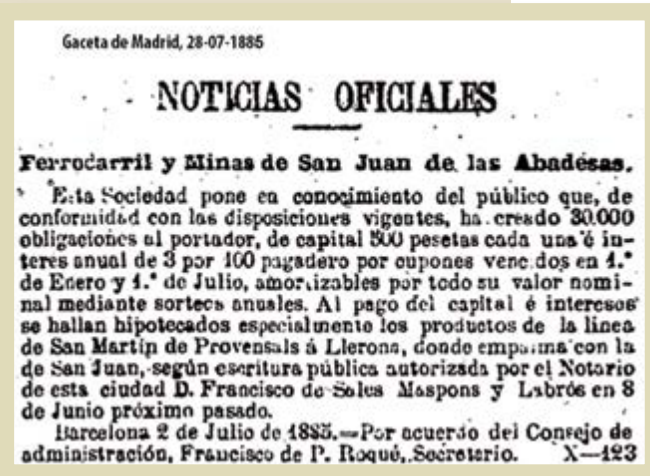 Gaceta de Madrid, 28-07-1885
NOTICIAS OFICIALES
Ferrocarril y Minas de San Juan de las Abadesas.
Esta Sociedad pone en conocimiento del público que, de
conformidad con las disposiciones vigentes, ha creado 30.000
obligaciones al portador, de capital 500 pesetas cada una é in-
terés anual de 3 por 100 pagadero por cupones vencidos en 1.°
de Enero y 1.° de Julio, amortizables por todo su valor nomi-
nal mediante sorteos anuales. Al pago del capital é intereses
se hallan hipotecados especialmente los productos de la línea
de San Martín de Provensals á Llerona, donde empalma con la
de San Juan, según escritura pública autorizada por el Notario
de esta ciudad D. Francisco de Sales Maspons y Labrós en 8
de Junio próximo pasado.
Barcelona 2 de Julio de 1885.=Por acuerdo del Consejo de
administración, Francisco de P. Roqué, Secretario. X—123